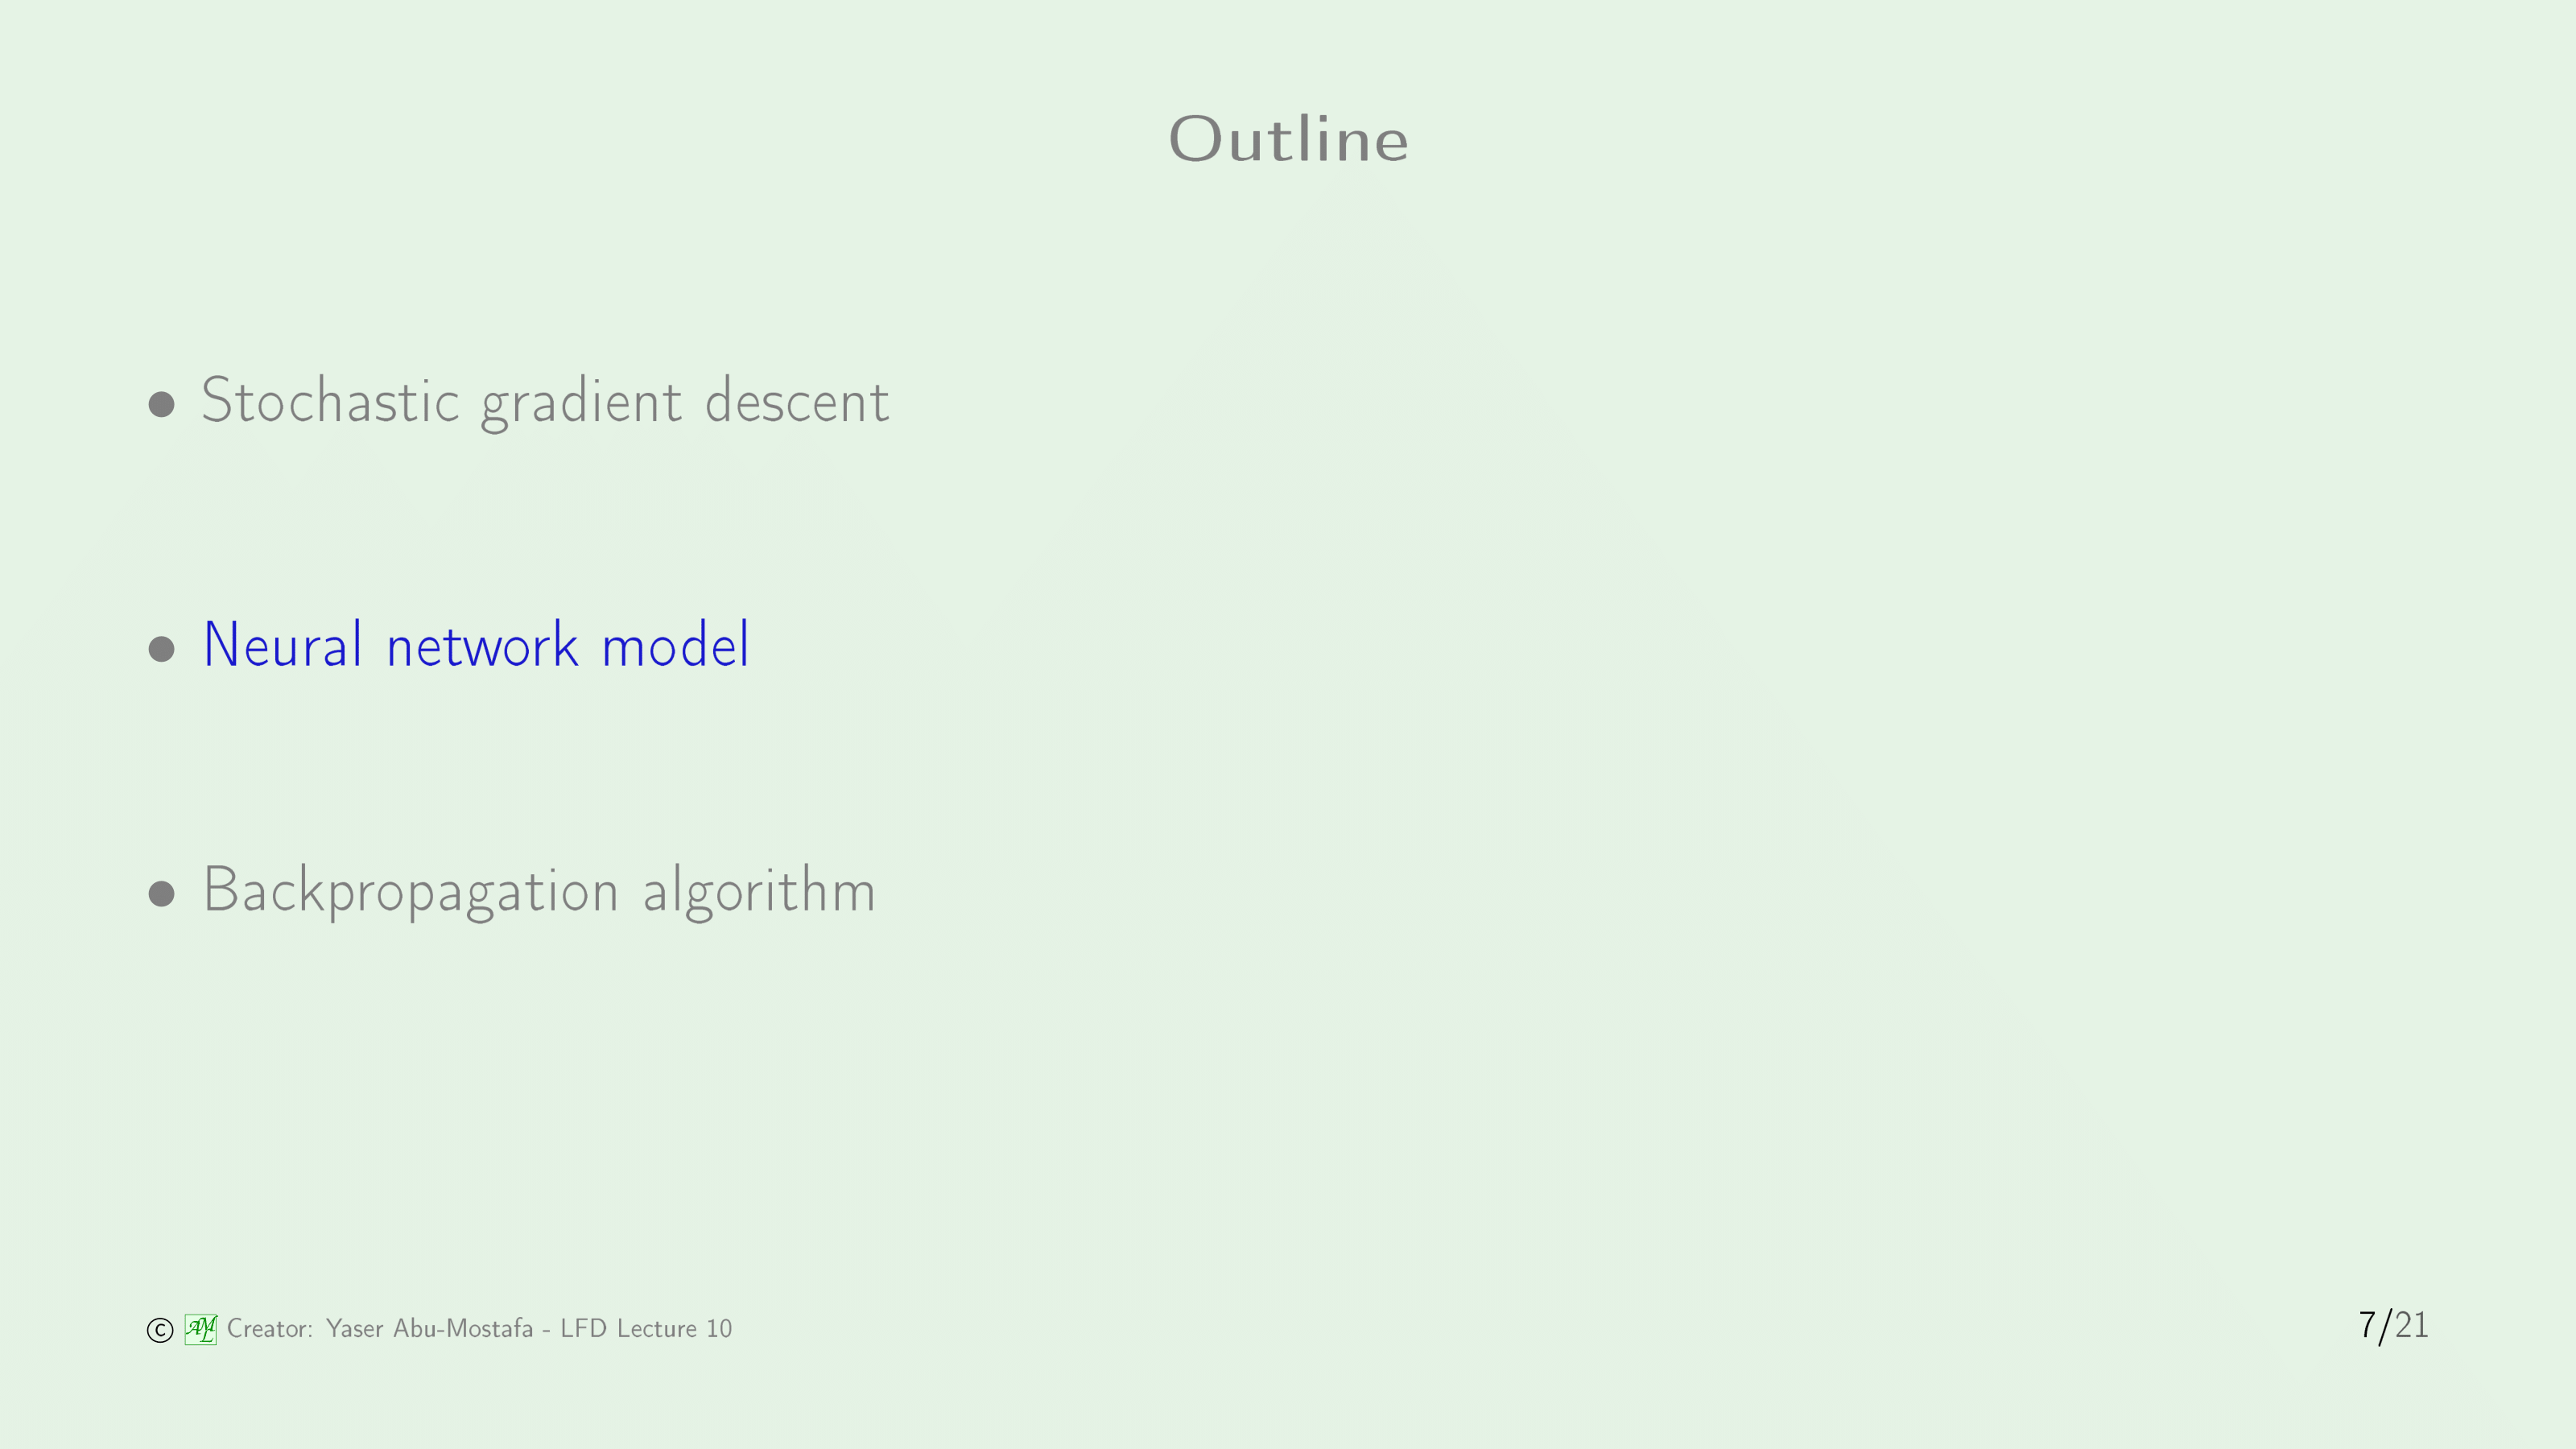 Outline
• Stochastic gradient descent
• Neural network model
• Backpropagation algorithm
© AML Creator: Yaser Abu-Mostafa - LFD Lecture 10
7/21